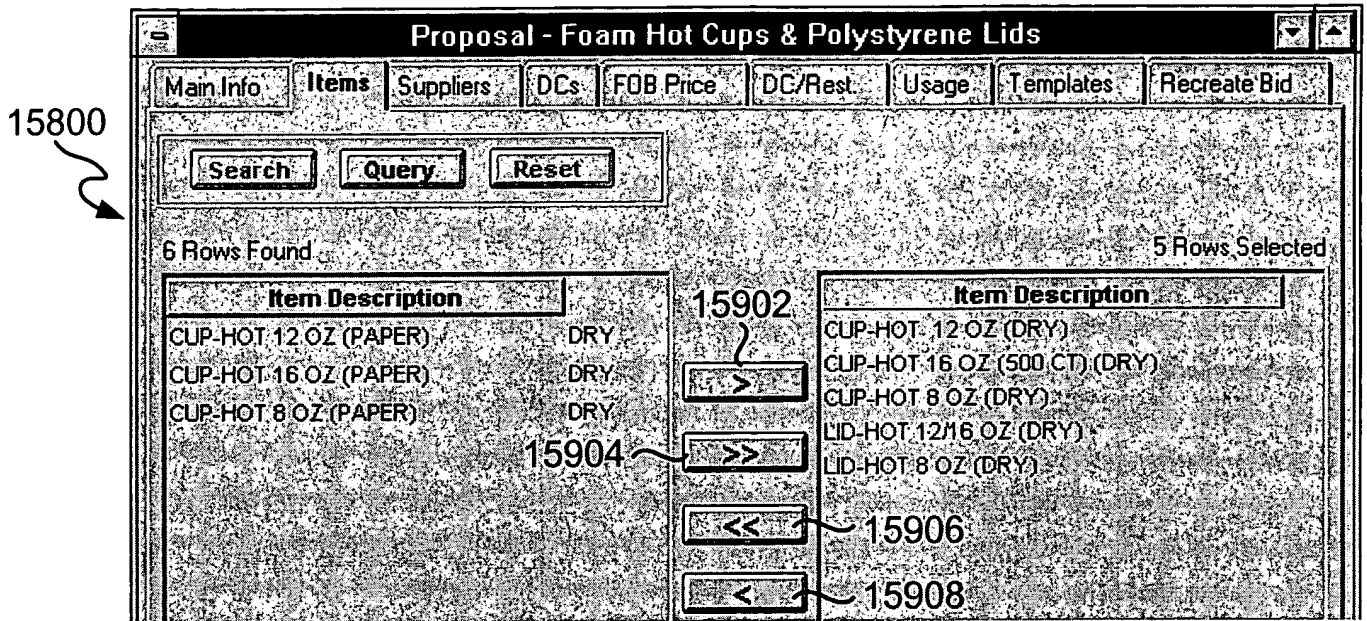 Proposal - Foam Hot Cups & Polystyrene Lids
Main Info Items Suppliers DCs FOB Price DC/Rest. Usage Templates Recreate Bid
15800
Search Query Reset
6 Rows Found 5 Rows Selected
Item Description Item Description
15902
CUP-HOT 12 OZ (PAPER) DRY CUP-HOT 12 OZ (DRY)
CUP-HOT 16 OZ (PAPER) DRY > CUP-HOT 16 OZ (500 CT) (DRY)
CUP-HOT 8 OZ (PAPER) DRY CUP-HOT 8 OZ (DRY)
LID-HOT 12/16 OZ (DRY)
15904 >> LID-HOT 8 OZ (DRY)
<< 15906
< 15908